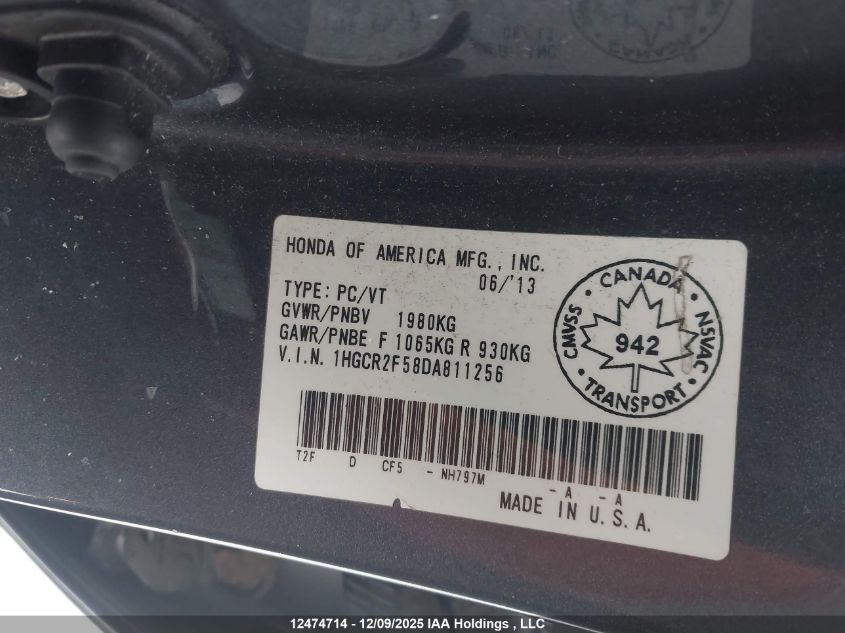 HONDA OF AMERICA MFG., INC.
06/'13
TYPE: PC/VT
GVWR/PNBV 1980KG
GAWR/PNBE F 1065KG R 930KG
V.I.N. 1HGCR2F58DA811256
CANADA
CMVSS
NSVAC
942
TRANSPORT
T2F D CF5 - NH797M - A - A
MADE IN U.S.A.
12474714 - 12/09/2025 IAA Holdings , LLC